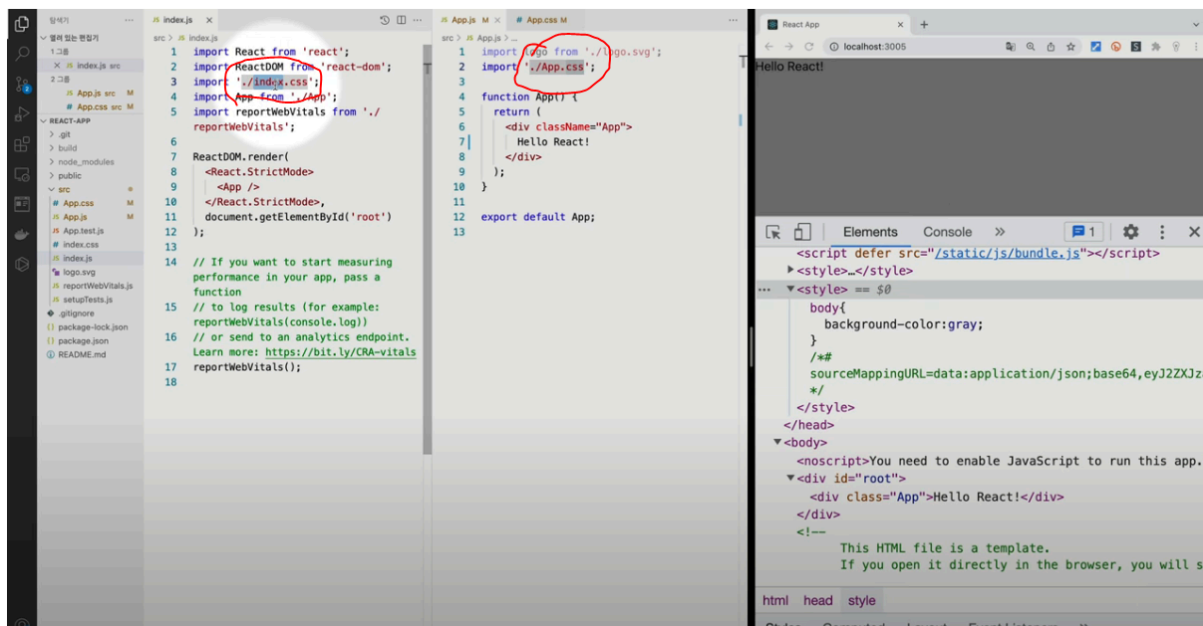 탐색기
열려 있는 편집기
1 그룹
index.js src
2 그룹
App.js src M
App.css src M
REACT-APP
.git
build
node_modules
public
src
App.css M
App.js M
App.test.js
index.css
index.js
logo.svg
reportWebVitals.js
setupTests.js
.gitignore
package-lock.json
package.json
README.md
index.js
src > index.js
1 import React from 'react';
2 import ReactDOM from 'react-dom';
3 import './index.css';
4 import App from './App';
5 import reportWebVitals from './
reportWebVitals';
6
7 ReactDOM.render(
8 <React.StrictMode>
9 <App />
10 </React.StrictMode>,
11 document.getElementById('root')
12 );
13
14 // If you want to start measuring
performance in your app, pass a
function
15 // to log results (for example:
reportWebVitals(console.log))
16 // or send to an analytics endpoint.
Learn more: https://bit.ly/CRA-vitals
17 reportWebVitals();
18
App.js M
App.css M
src > App.js > ...
1 import logo from './logo.svg';
2 import './App.css';
3
4 function App() {
5 return (
6 <div className="App">
7 Hello React!
8 </div>
9 );
10 }
11
12 export default App;
13
React App
localhost:3005
Hello React!
Elements Console 1
<script defer src="/static/js/bundle.js"></script>
<style>…</style>
<style> == $0
body{
background-color:gray;
}
/*#
sourceMappingURL=data:application/json;base64,eyJ2ZXJz
*/
</style>
</head>
<body>
<noscript>You need to enable JavaScript to run this app.
<div id="root">
<div class="App">Hello React!</div>
</div>
<!--
This HTML file is a template.
If you open it directly in the browser, you will s
html head style
Styles Computed Layout Event Listeners